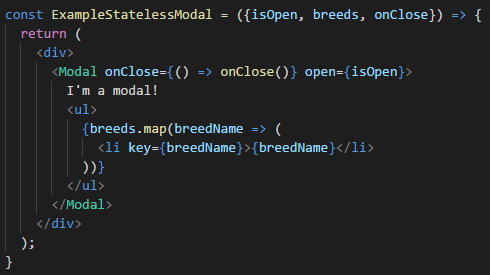 const ExampleStatelessModal = ({isOpen, breeds, onClose}) => {
  return (
    <div>
      <Modal onClose={() => onClose()} open={isOpen}>
        I'm a modal!
        <ul>
          {breeds.map(breedName => (
            <li key={breedName}>{breedName}</li>
          ))}
        </ul>
      </Modal>
    </div>
  );
}